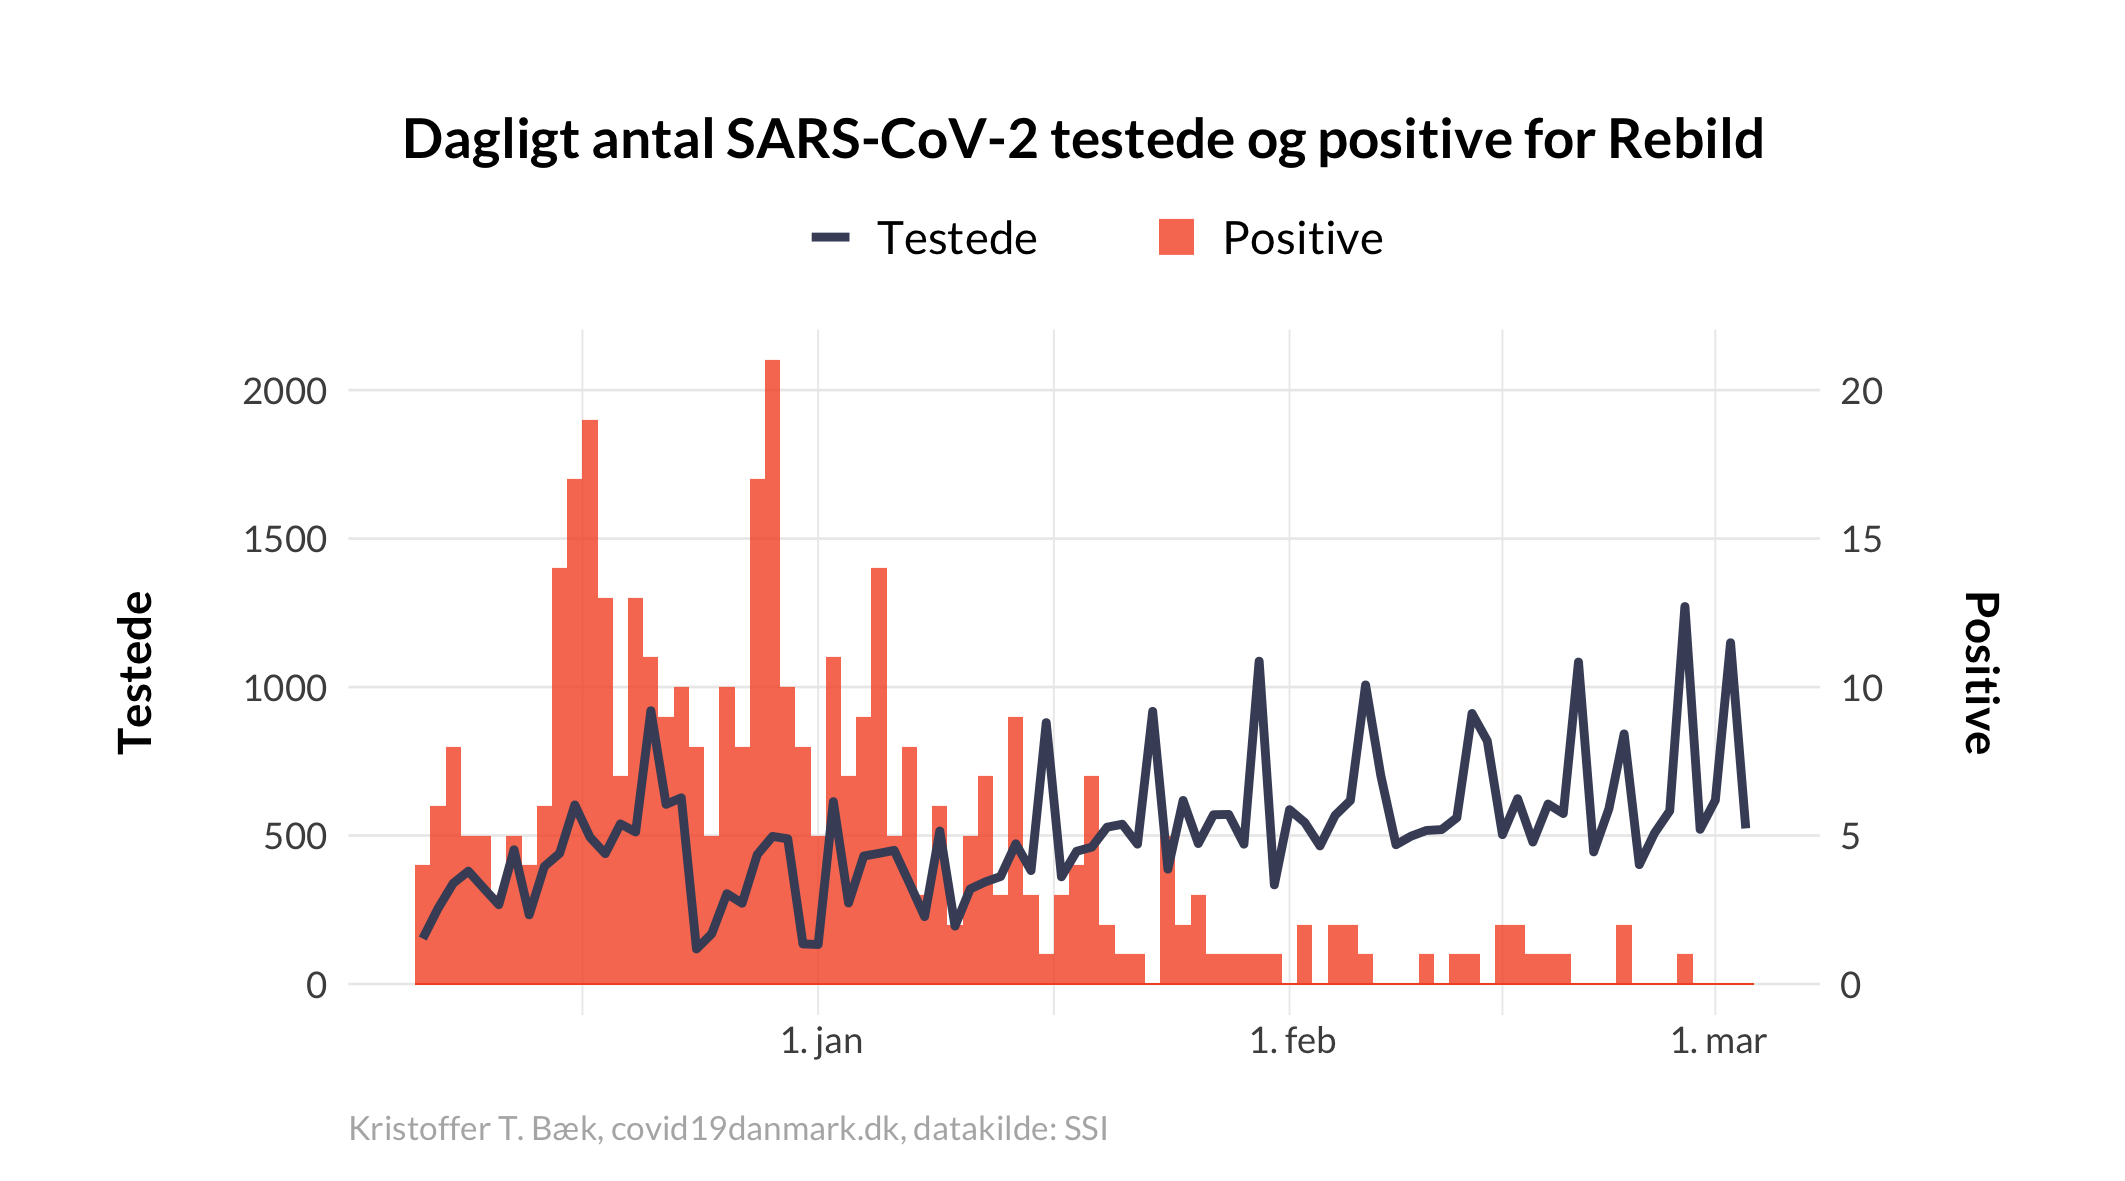 Dagligt antal SARS-CoV-2 testede og positive for Rebild
Testede Positive
2000 20
1500 15
1000 10
500 5
0 0
Testede
Positive
1. jan 1. feb 1. mar
Kristoffer T. Bæk, covid19danmark.dk, datakilde: SSI